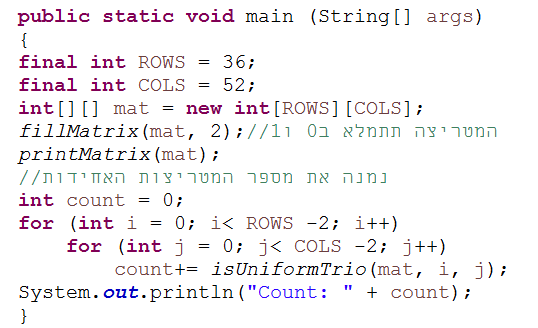 public static void main (String[] args)
{
final int ROWS = 36;
final int COLS = 52;
int[][] mat = new int[ROWS][COLS];
fillMatrix(mat, 2);//המטריצה תתמלא ב0 ו1
printMatrix(mat);
//נמנה את מספר המטריצות האחידות
int count = 0;
for (int i = 0; i< ROWS -2; i++)
for (int j = 0; j< COLS -2; j++)
count+= isUniformTrio(mat, i, j);
System.out.println("Count: " + count);
}